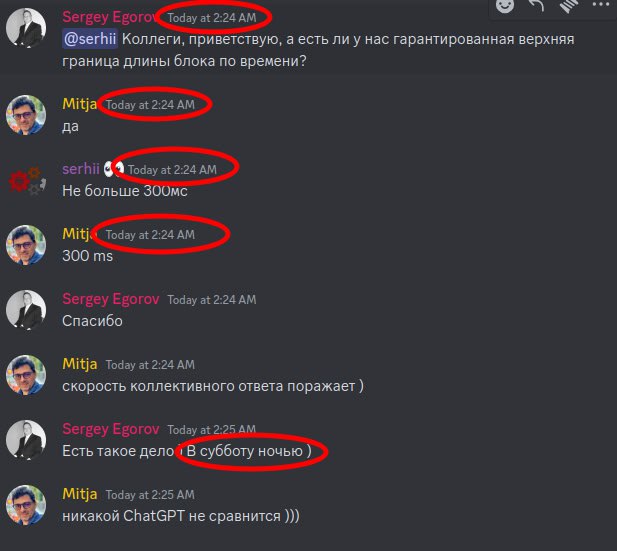 Sergey Egorov Today at 2:24 AM
@serhii Коллеги, приветствую, а есть ли у нас гарантированная верхняя
граница длины блока по времени?
Mitja Today at 2:24 AM
да
serhii 👀 Today at 2:24 AM
Не больше 300мс
Mitja Today at 2:24 AM
300 ms
Sergey Egorov Today at 2:24 AM
Спасибо
Mitja Today at 2:24 AM
скорость коллективного ответа поражает )
Sergey Egorov Today at 2:25 AM
Есть такое дело ) В субботу ночью )
Mitja Today at 2:25 AM
никакой ChatGPT не сравнится )))